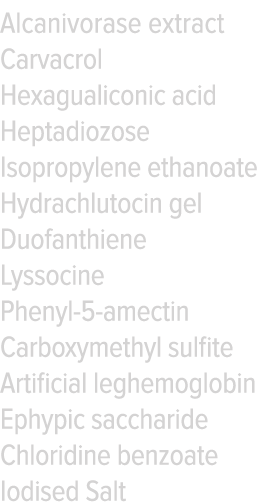 Alcanivorase extract
Carvacrol
Hexagualiconic acid
Heptadiozose
Isopropylene ethanoate
Hydrachlutocin gel
Duofanthiene
Lyssocine
Phenyl-5-amectin
Carboxymethyl sulfite
Artificial leghemoglobin
Ephypic saccharide
Chloridine benzoate
Iodised Salt